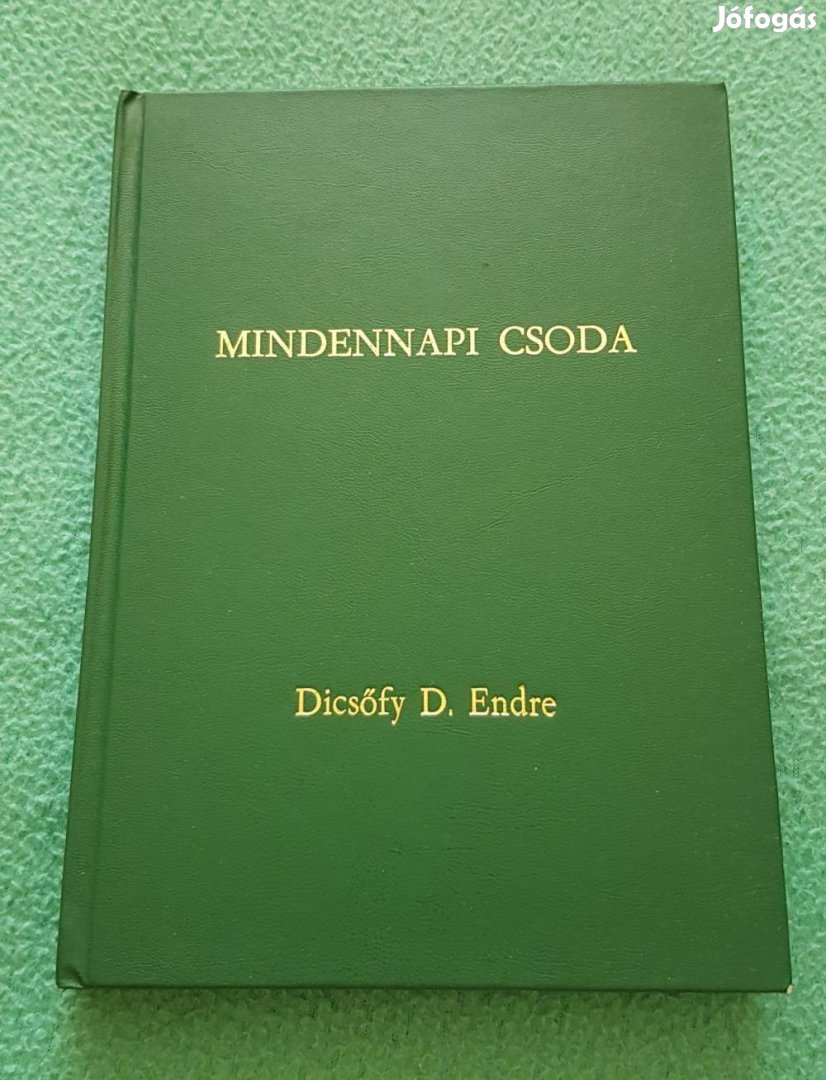 Jófogás
MINDENNAPI CSODA
Dicsőfy D. Endre